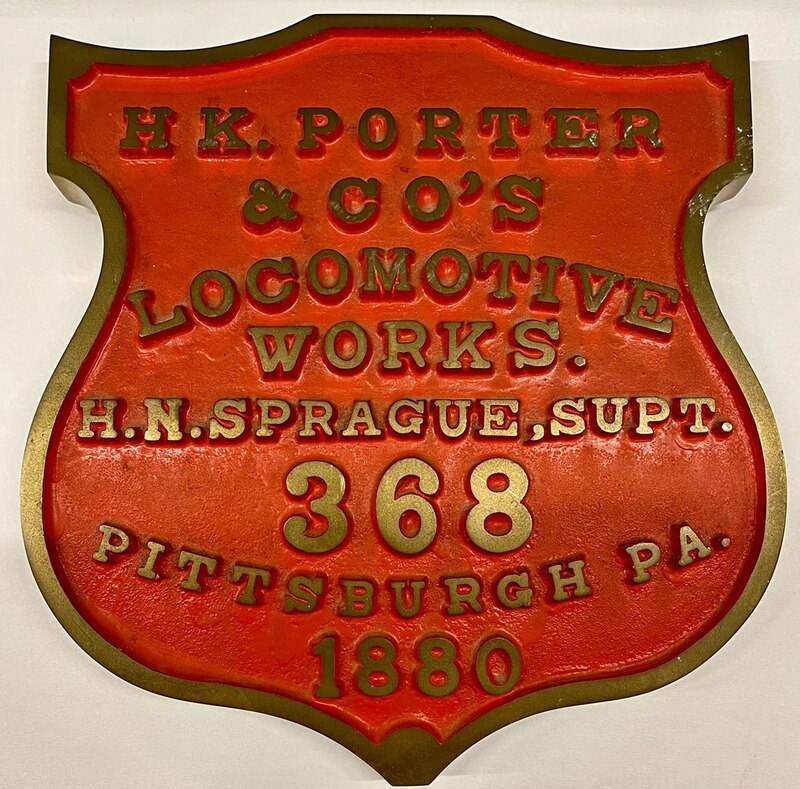 H K. PORTER
& CO'S
LOCOMOTIVE
WORKS.
H.N.SPRAGUE,SUPT.
368
PITTSBURGH PA.
1880